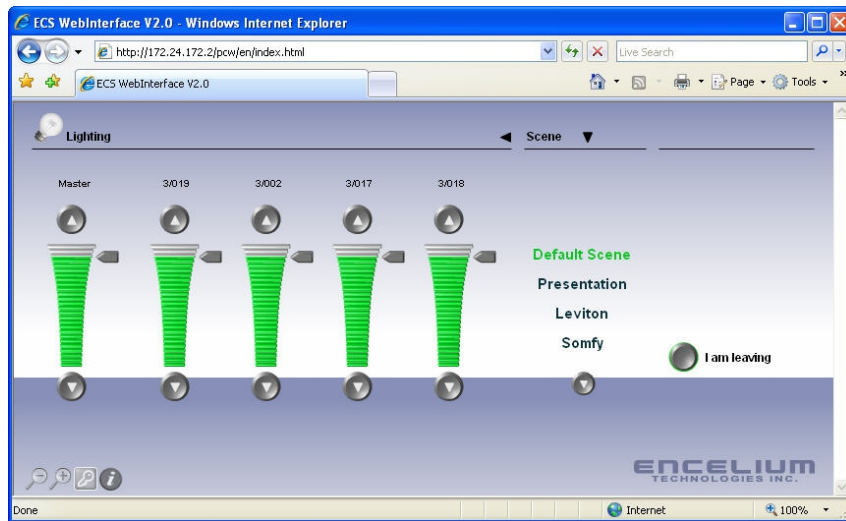 ECS WebInterface V2.0 - Windows Internet Explorer
http://172.24.172.2/pcw/en/index.html
Live Search
ECS WebInterface V2.0
Page
Tools
Lighting
Scene
Master
3/019
3/002
3/017
3/018
Default Scene
Presentation
Leviton
Somfy
I am leaving
ENCELIUM
TECHNOLOGIES INC.
Done
Internet
100%